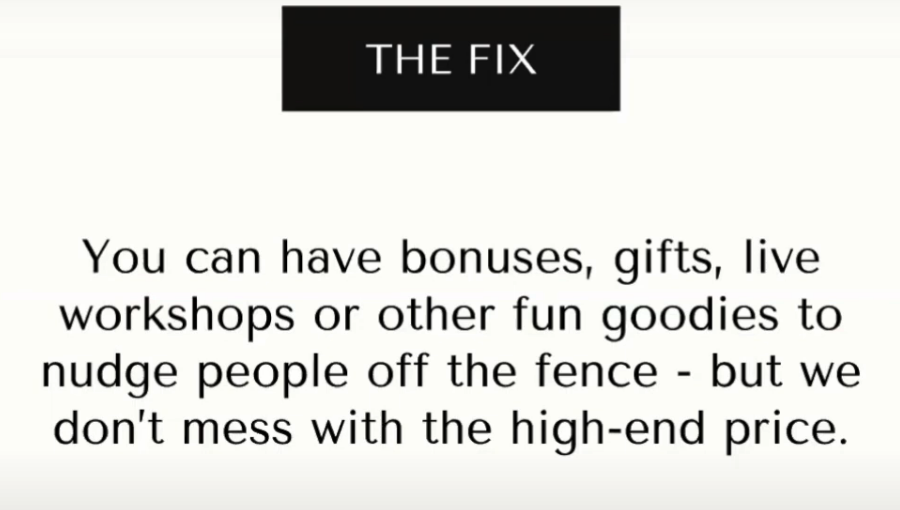 THE FIX
You can have bonuses, gifts, live
workshops or other fun goodies to
nudge people off the fence - but we
don't mess with the high-end price.